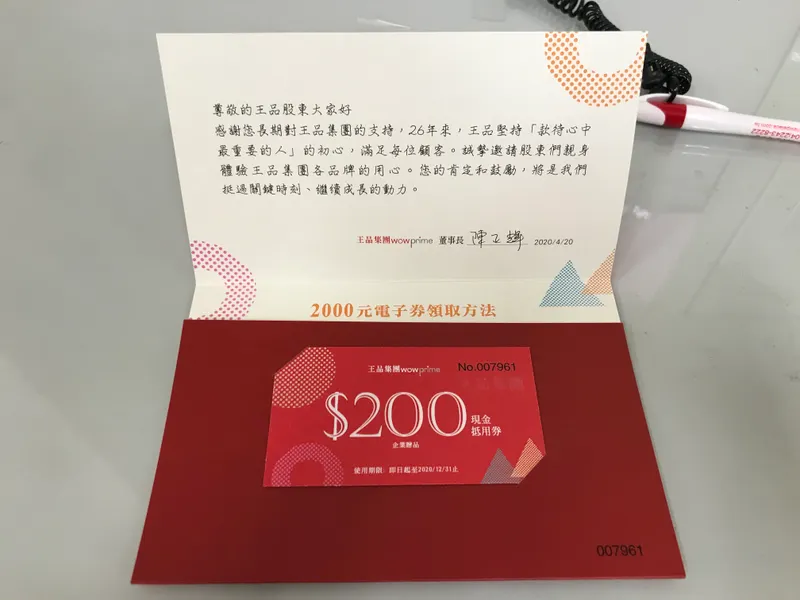 尊敬的王品股東大家好
感謝您長期對王品集團的支持，26年來，王品堅持「款待心中
最重要的人」的初心，滿足每位顧客。誠摯邀請股東們親身
體驗王品集團各品牌的用心。您的肯定和鼓勵，將是我們
挺過關鍵時刻、繼續成長的動力。
王品集團wowprime 董事長 陳正輝 2020/4/20
2000元電子券領取方法
王品集團wowprime No.007961
$200 現金
抵用券
企業贈品
使用期限：即日起至2020/12/31止
007961
04-2243-8222